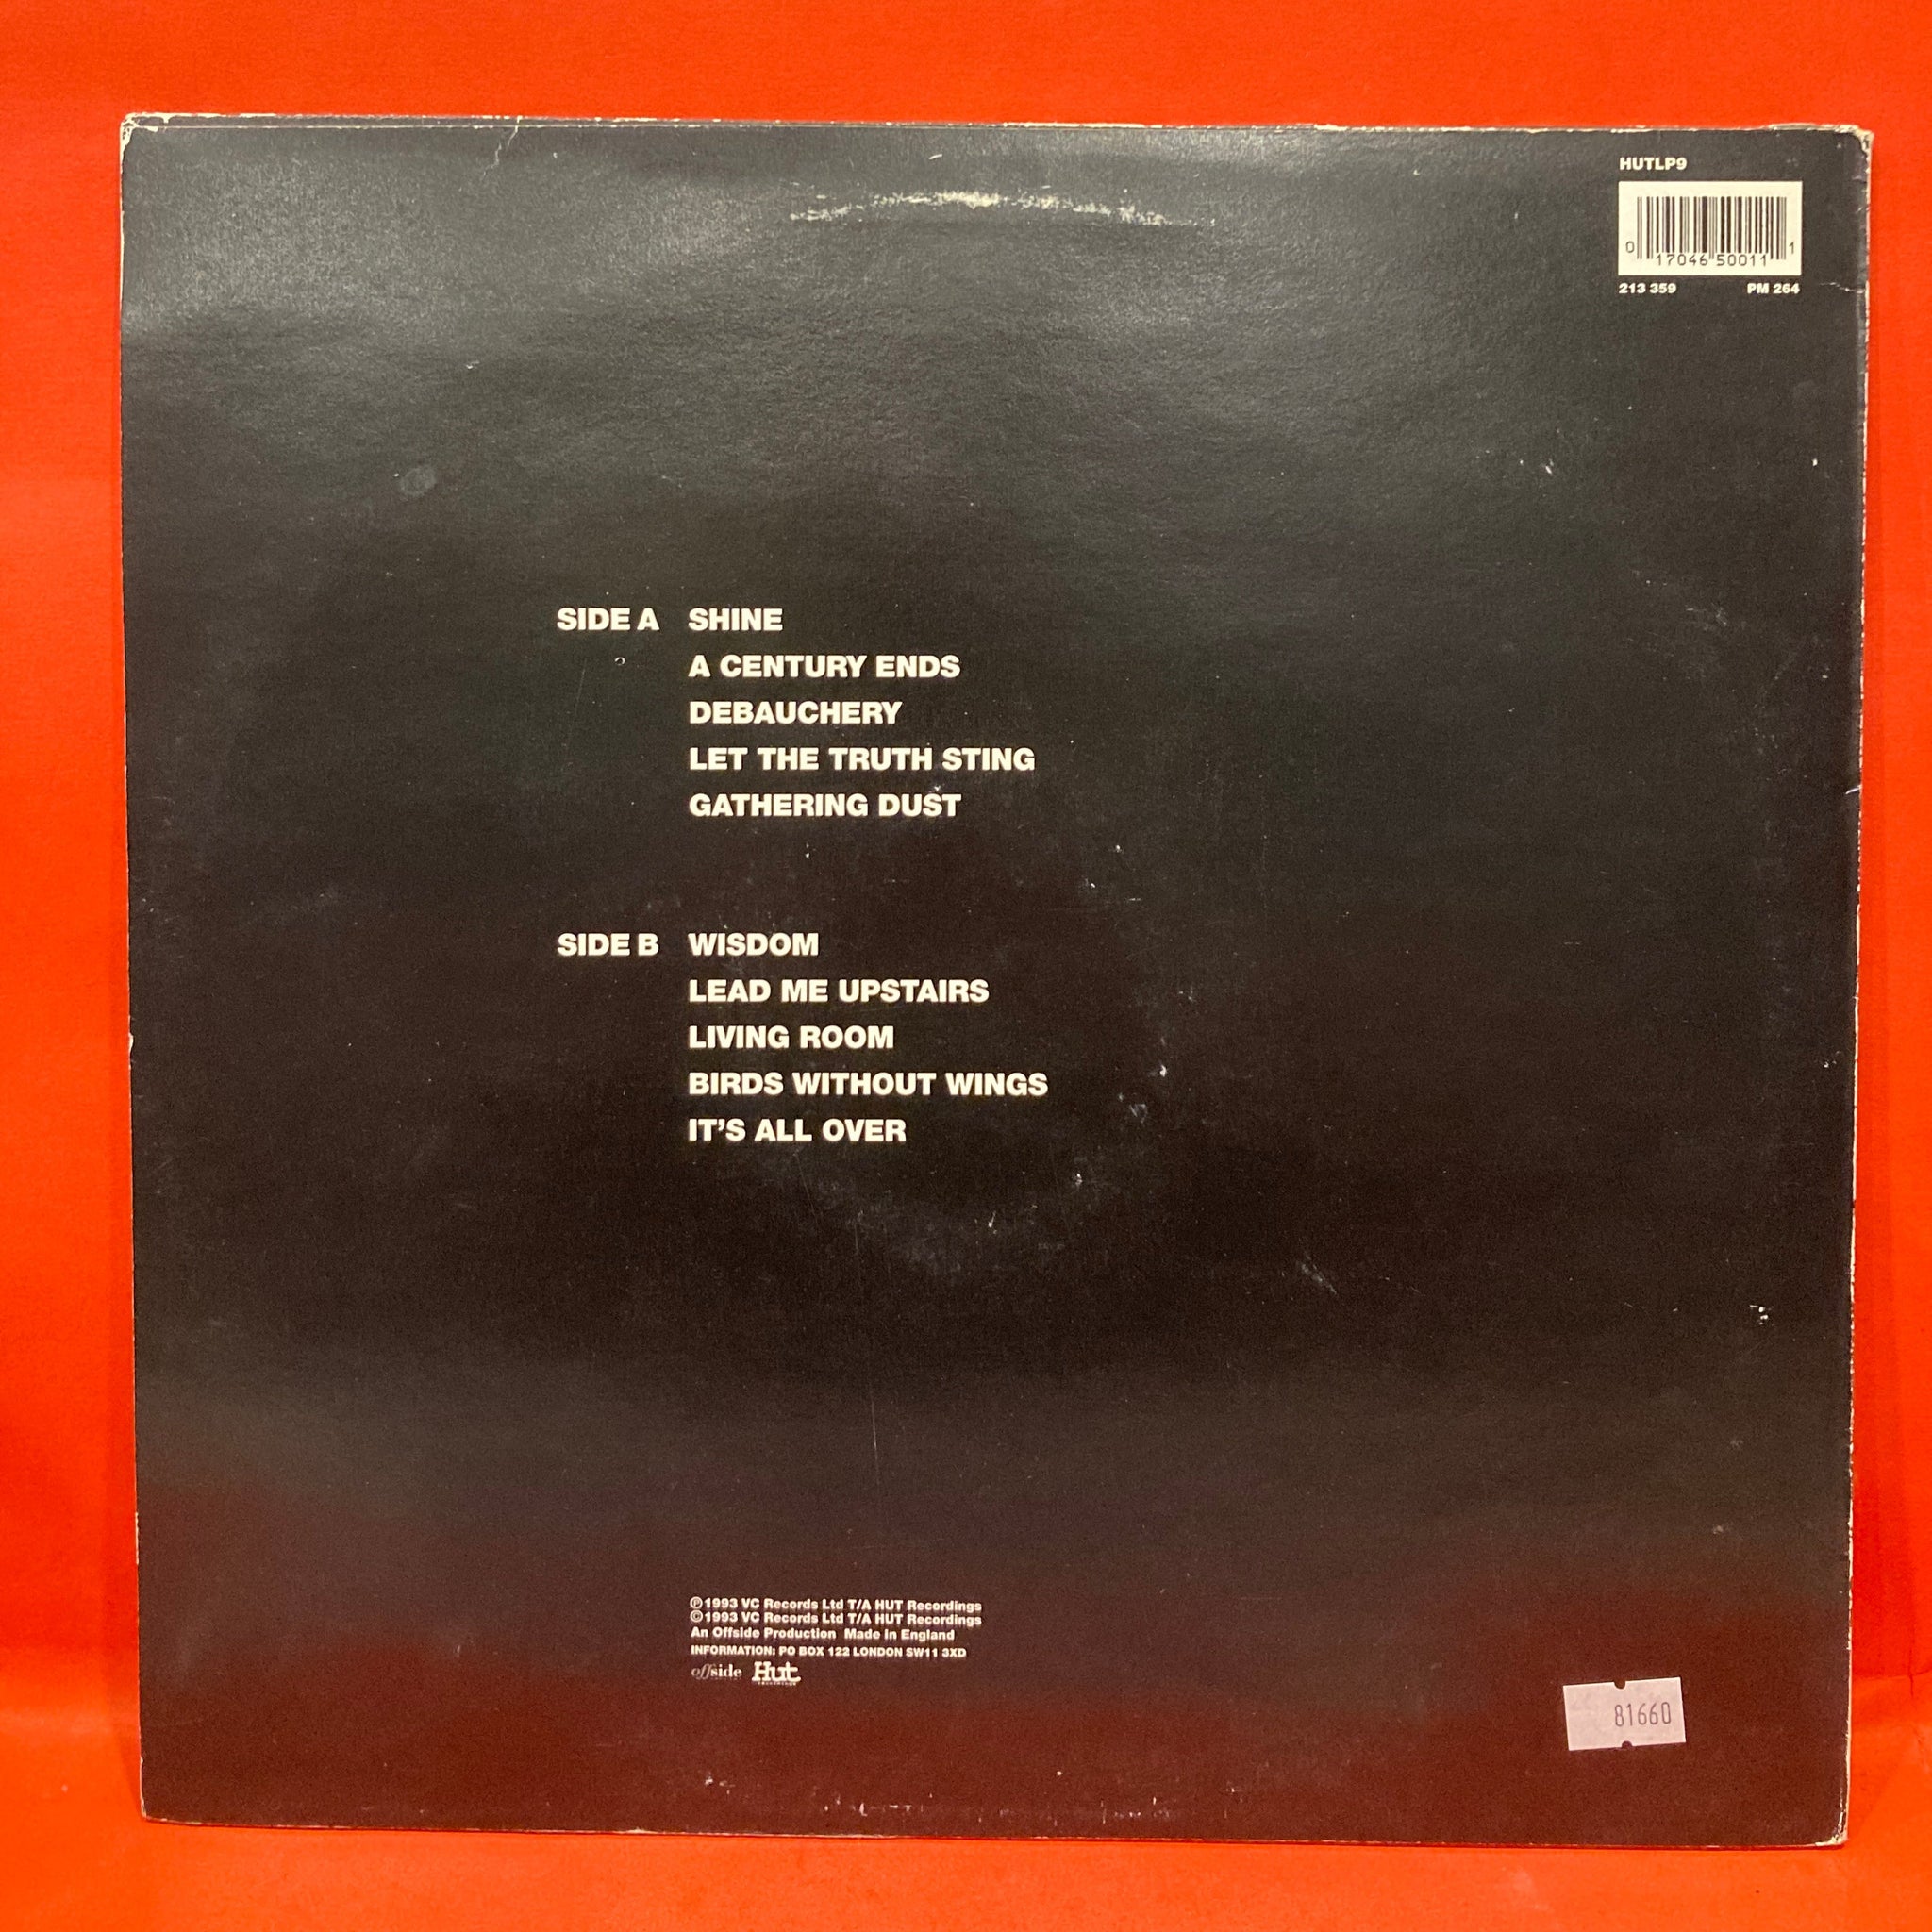 HUTLP9
0 17046 50011 1
213 359 PM 264
SIDE A SHINE
A CENTURY ENDS
DEBAUCHERY
LET THE TRUTH STING
GATHERING DUST
SIDE B WISDOM
LEAD ME UPSTAIRS
LIVING ROOM
BIRDS WITHOUT WINGS
IT'S ALL OVER
℗1993 VC Records Ltd T/A HUT Recordings
©1993 VC Records Ltd T/A HUT Recordings
An Offside Production Made in England
INFORMATION: PO BOX 122 LONDON SW11 3XD
offside Hut
81660